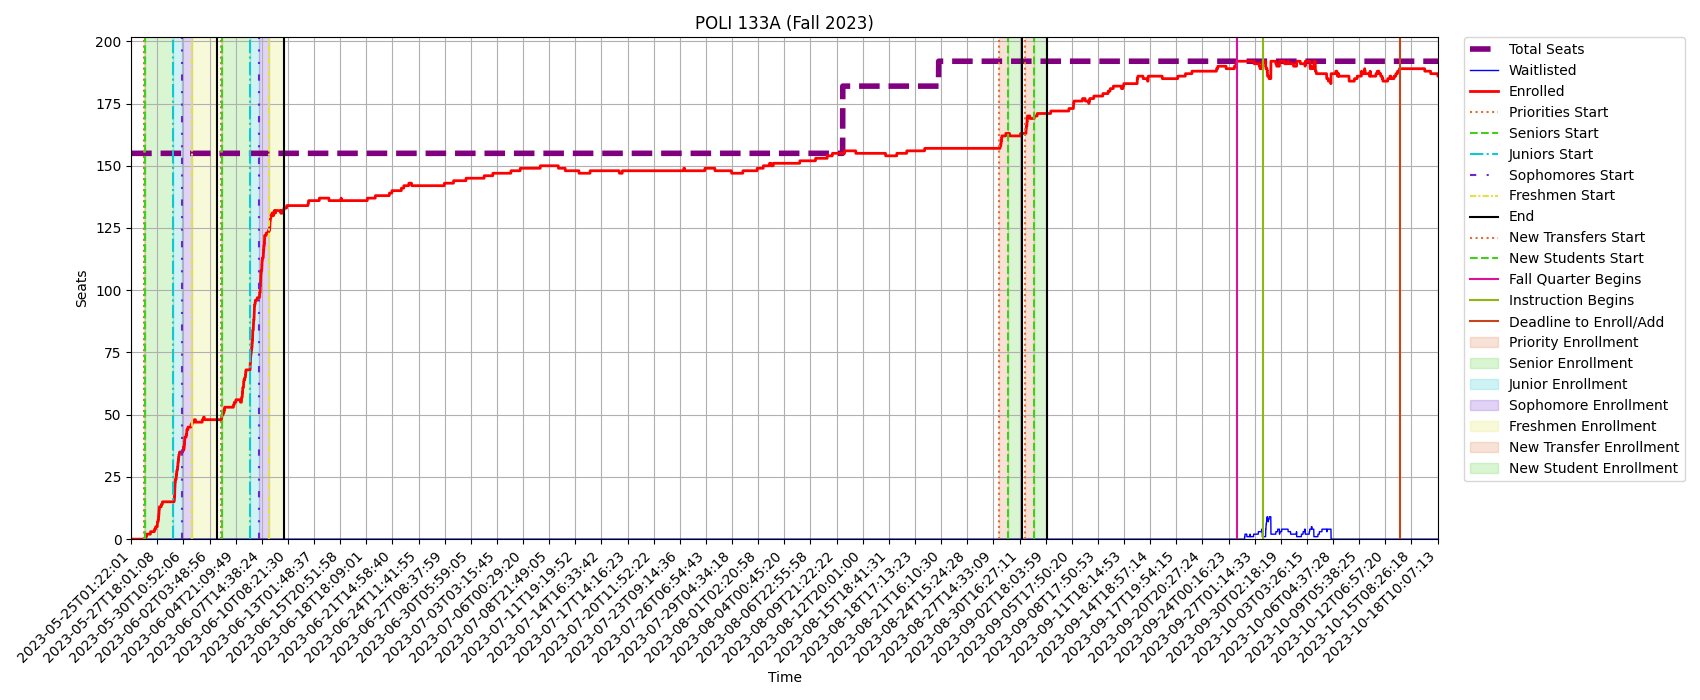 POLI 133A (Fall 2023)
200
175
150
125
100
75
50
25
0
Seats
2023-05-25T01:22:01
2023-05-27T18:01:08
2023-05-30T10:52:06
2023-06-02T03:48:56
2023-06-04T21:09:49
2023-06-07T14:38:24
2023-06-10T08:21:30
2023-06-13T01:48:37
2023-06-15T20:51:58
2023-06-18T18:09:01
2023-06-21T14:58:40
2023-06-24T11:41:55
2023-06-27T08:37:59
2023-06-30T05:59:05
2023-07-03T03:15:45
2023-07-06T00:29:20
2023-07-08T21:49:05
2023-07-11T19:19:52
2023-07-14T16:33:42
2023-07-17T14:16:23
2023-07-20T11:52:22
2023-07-23T09:14:36
2023-07-26T06:54:43
2023-07-29T04:34:18
2023-08-01T02:20:58
2023-08-04T00:45:20
2023-08-06T22:55:58
2023-08-09T21:22:22
2023-08-12T20:01:00
2023-08-15T18:41:31
2023-08-18T17:13:23
2023-08-21T16:10:30
2023-08-24T15:24:28
2023-08-27T14:33:09
2023-08-30T16:27:11
2023-09-02T18:03:59
2023-09-05T17:50:20
2023-09-08T17:50:53
2023-09-11T18:14:53
2023-09-14T18:57:14
2023-09-17T19:54:15
2023-09-20T20:27:24
2023-09-24T00:16:23
2023-09-27T01:14:33
2023-09-30T02:18:19
2023-10-03T03:26:15
2023-10-06T04:37:28
2023-10-09T05:38:25
2023-10-12T06:57:20
2023-10-15T08:26:18
2023-10-18T10:07:13
Time
Total Seats
Waitlisted
Enrolled
Priorities Start
Seniors Start
Juniors Start
Sophomores Start
Freshmen Start
End
New Transfers Start
New Students Start
Fall Quarter Begins
Instruction Begins
Deadline to Enroll/Add
Priority Enrollment
Senior Enrollment
Junior Enrollment
Sophomore Enrollment
Freshmen Enrollment
New Transfer Enrollment
New Student Enrollment